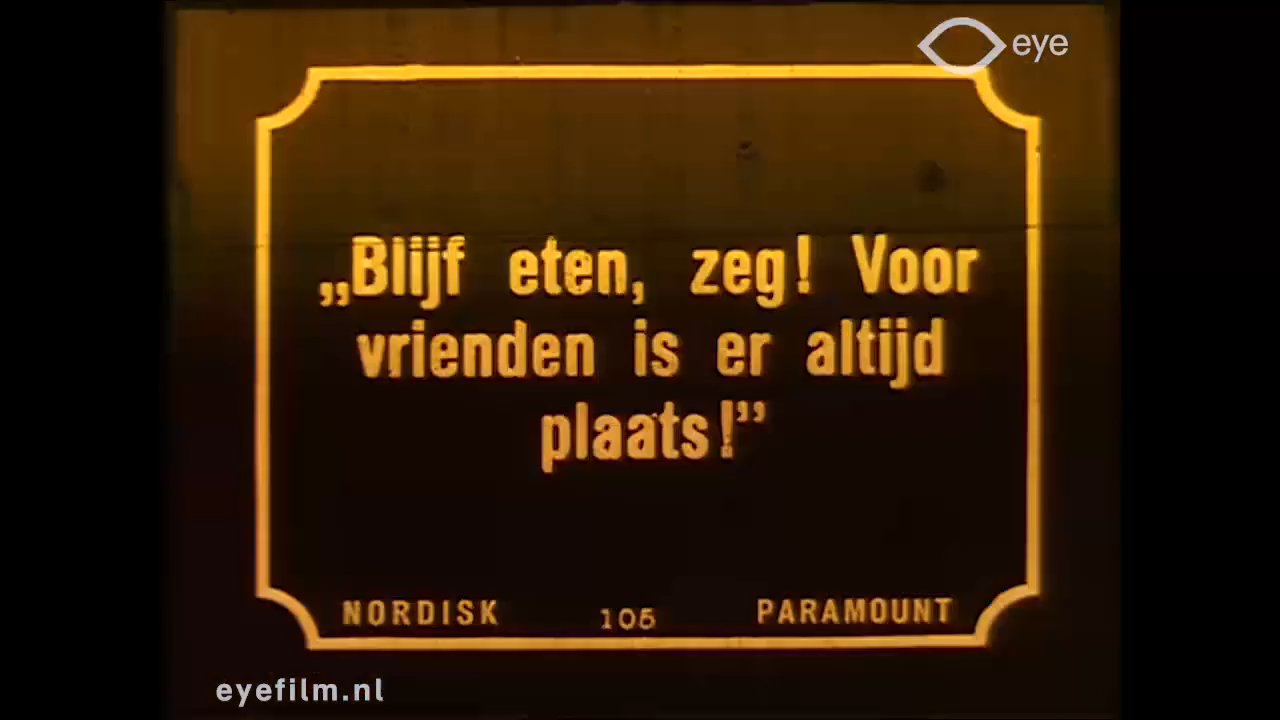 eye
„Blijf eten, zeg! Voor
vrienden is er altijd
plaats!”
NORDISK 105 PARAMOUNT
eyefilm.nl